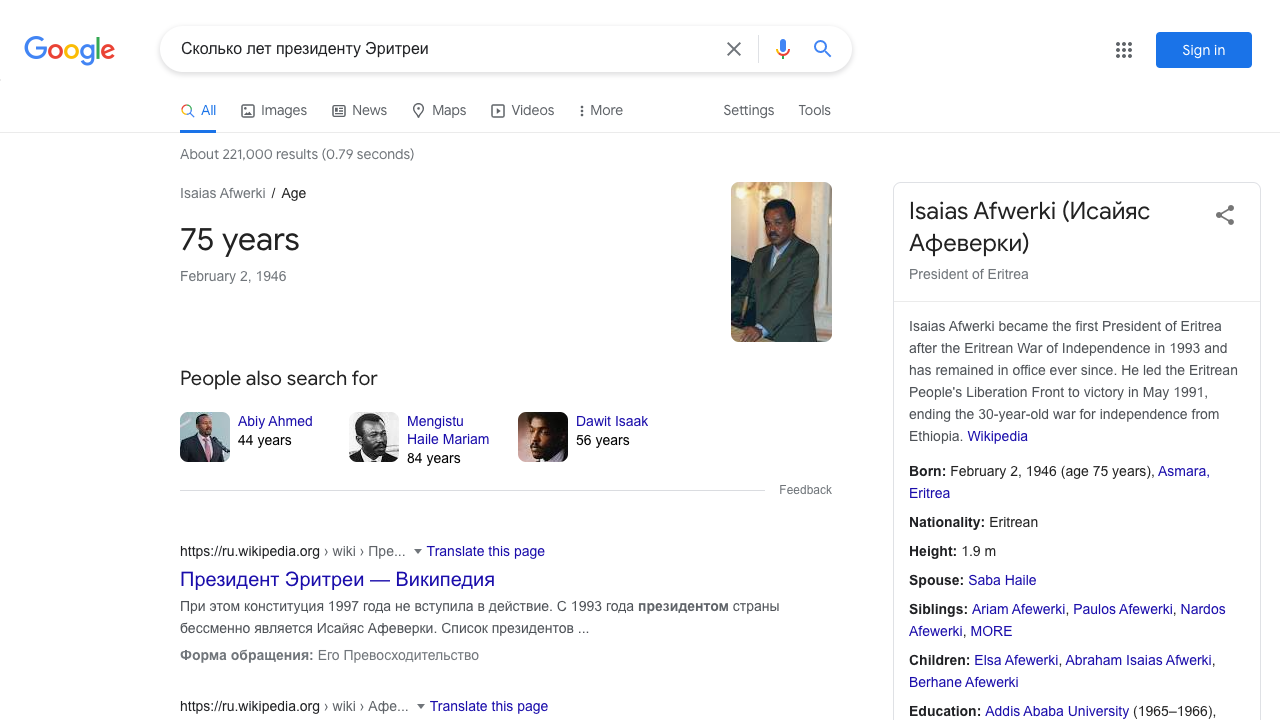 Google
Сколько лет президенту Эритреи
Sign in
All
Images
News
Maps
Videos
More
Settings
Tools
About 221,000 results (0.79 seconds)
Isaias Afwerki / Age
75 years
February 2, 1946
People also search for
Abiy Ahmed
44 years
Mengistu
Haile Mariam
84 years
Dawit Isaak
56 years
Feedback
https://ru.wikipedia.org › wiki › Пре... Translate this page
Президент Эритреи — Википедия
При этом конституция 1997 года не вступила в действие. С 1993 года президентом страны
бессменно является Исайяс Афеверки. Список президентов ...
Форма обращения: Его Превосходительство
https://ru.wikipedia.org › wiki › Афе... Translate this page
Isaias Afwerki (Исайяс
Афеверки)
President of Eritrea
Isaias Afwerki became the first President of Eritrea
after the Eritrean War of Independence in 1993 and
has remained in office ever since. He led the Eritrean
People's Liberation Front to victory in May 1991,
ending the 30-year-old war for independence from
Ethiopia. Wikipedia
Born: February 2, 1946 (age 75 years), Asmara,
Eritrea
Nationality: Eritrean
Height: 1.9 m
Spouse: Saba Haile
Siblings: Ariam Afewerki, Paulos Afewerki, Nardos
Afewerki, MORE
Children: Elsa Afewerki, Abraham Isaias Afwerki,
Berhane Afewerki
Education: Addis Ababa University (1965–1966),